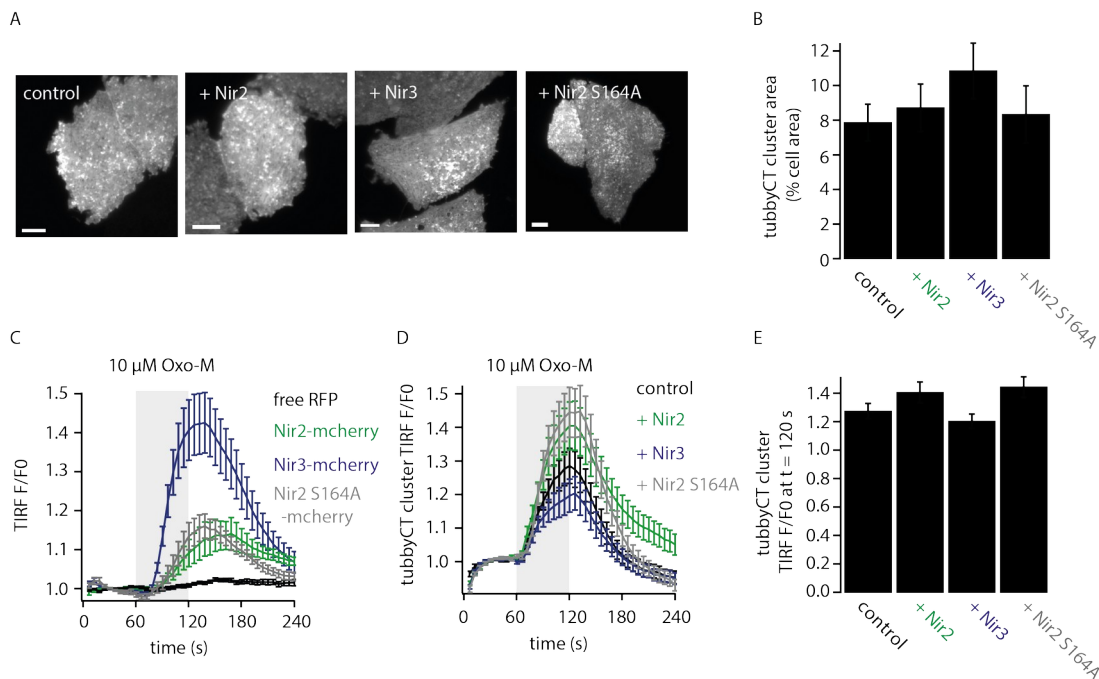 A
control
+ Nir2
+ Nir3
+ Nir2 S164A
B
tubbyCT cluster area
(% cell area)
12
10
8
6
4
2
0
control
+ Nir2
+ Nir3
+ Nir2 S164A
C
10 µM Oxo-M
TIRF F/F0
1.5
1.4
1.3
1.2
1.1
1.0
0 60 120 180 240
time (s)
free RFP
Nir2-mcherry
Nir3-mcherry
Nir2 S164A
-mcherry
D
10 µM Oxo-M
tubbyCT cluster TIRF F/F0
1.5
1.4
1.3
1.2
1.1
1.0
0 60 120 180 240
time (s)
control
+ Nir2
+ Nir3
+ Nir2 S164A
E
tubbyCT cluster
TIRF F/F0 at t = 120 s
1.4
1.2
1.0
0.8
0.6
0.4
0.2
0.0
control
+ Nir2
+ Nir3
+ Nir2 S164A